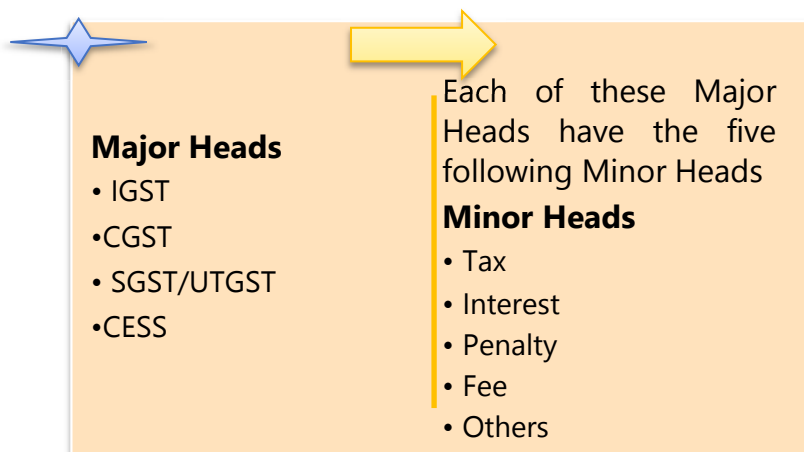 Major Heads
• IGST
•CGST
• SGST/UTGST
•CESS
Each of these Major
Heads have the five
following Minor Heads
Minor Heads
• Tax
• Interest
• Penalty
• Fee
• Others